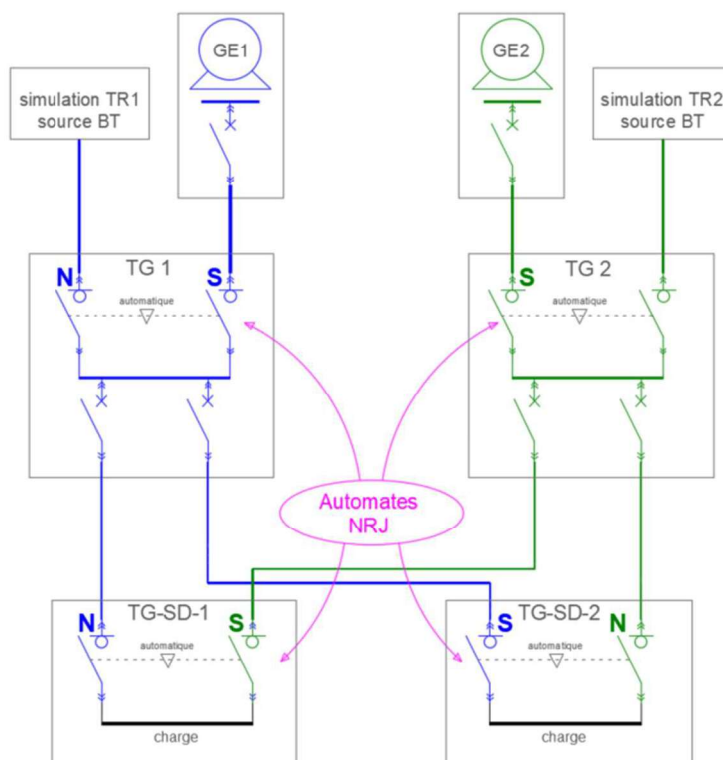 GE1
GE2
simulation TR1
source BT
simulation TR2
source BT
TG 1
TG 2
N
S
S
automatique
automatique
Automates
NRJ
TG-SD-1
TG-SD-2
N
S
S
N
automatique
automatique
charge
charge